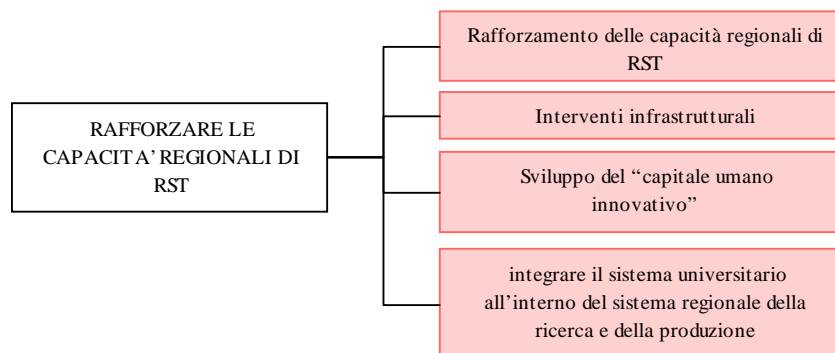 RAFFORZARE LE
CAPACITA’ REGIONALI DI
RST
Rafforzamento delle capacità regionali di
RST
Interventi infrastrutturali
Sviluppo del “capitale umano
innovativo”
integrare il sistema universitario
all’interno del sistema regionale della
ricerca e della produzione